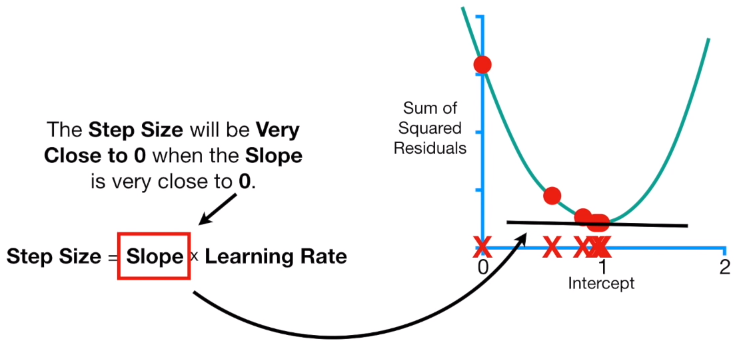 The Step Size will be Very
Close to 0 when the Slope
is very close to 0.
Step Size = Slope × Learning Rate
Sum of
Squared
Residuals
0
1
2
Intercept